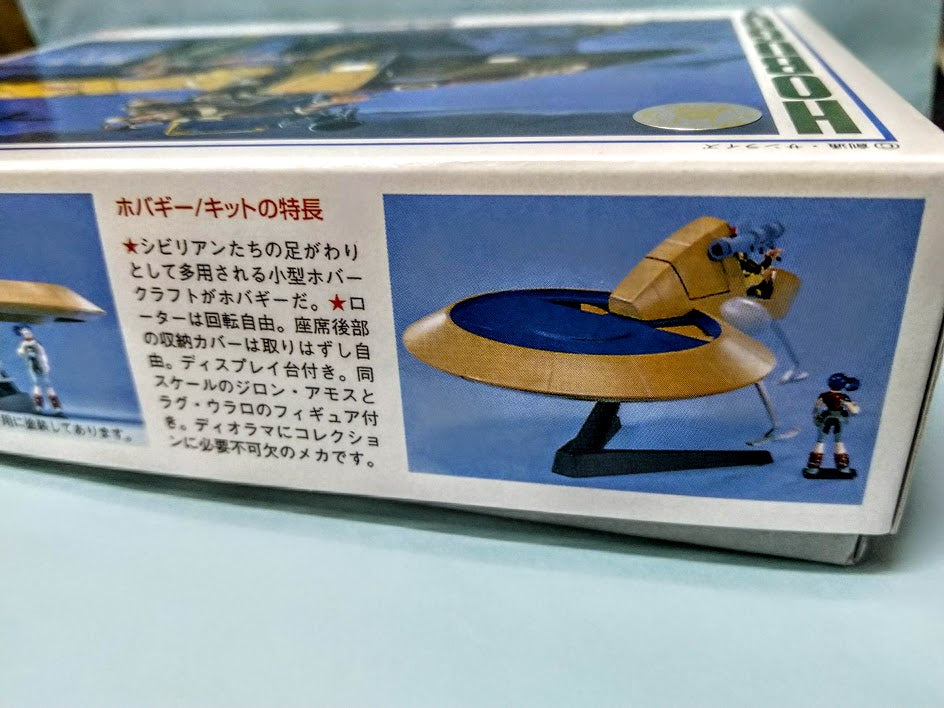 ©創通・サンライズ
ホバギー/キットの特長
★シビリアンたちの足がわり
として多用される小型ホバー
クラフトがホバギーだ。★ロ
ーターは回転自由。座席後部
の収納カバーは取りはずし自
由。ディスプレイ台付き。同
スケールのジロン・アモスと
ラグ・ウラロのフィギュア付
き。ディオラマにコレクショ
ンに必要不可欠のメカです。
用に塗装してあります。